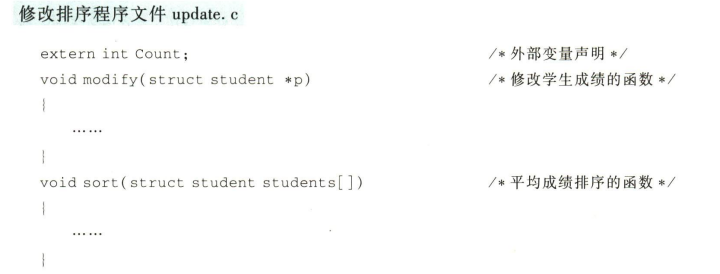 修改排序程序文件 update. c
extern int Count; /* 外部变量声明 */
void modify(struct student *p) /* 修改学生成绩的函数 */
{
……
}
void sort(struct student students[]) /* 平均成绩排序的函数 */
{
……
}